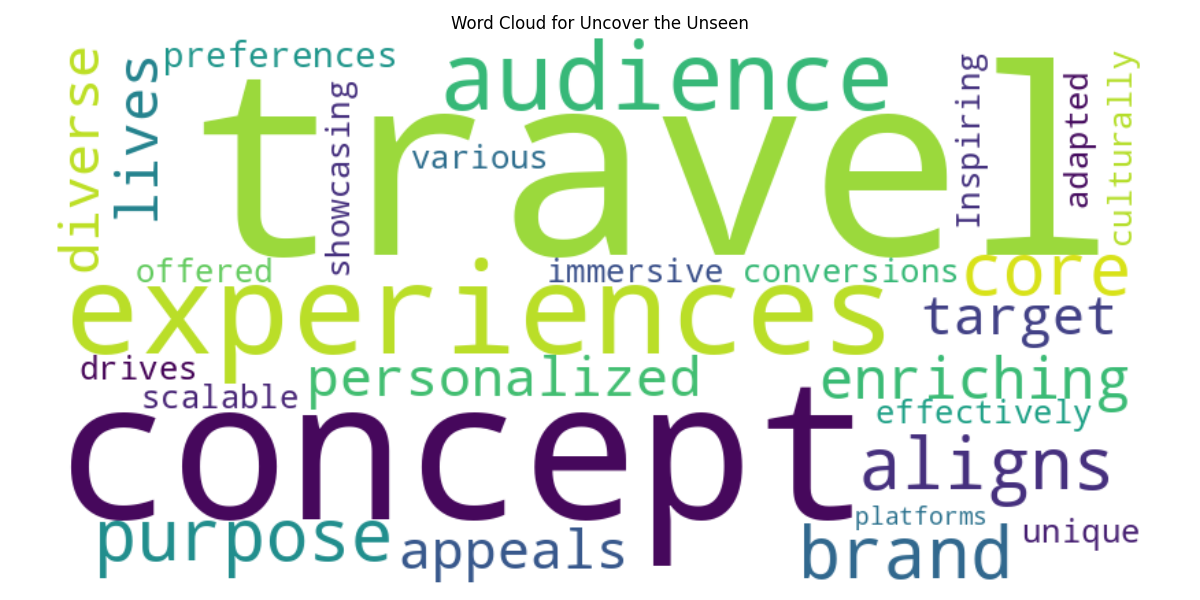 Word Cloud for Uncover the Unseen
preferences
audience
diverse
lives
travel
showcasing
various
Inspiring
adapted
culturally
offered
immersive
conversions
core
experiences
target
drives
personalized
enriching
scalable
concept
effectively
aligns
purpose
appeals
platforms
brand
unique